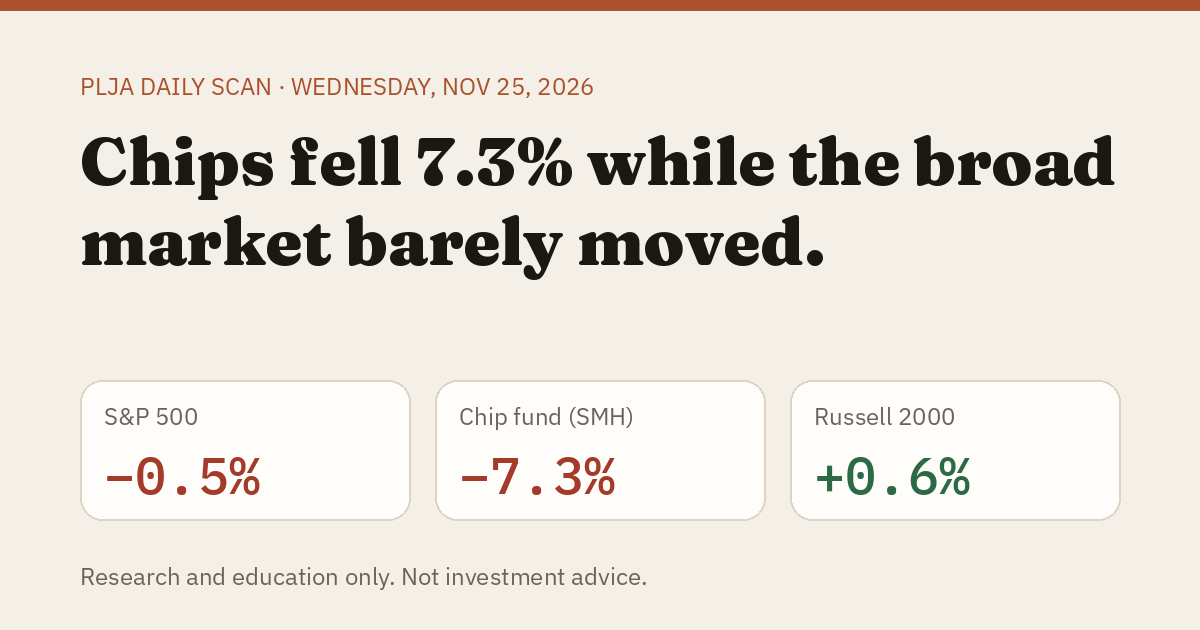 PLJA DAILY SCAN · WEDNESDAY, NOV 25, 2026
Chips fell 7.3% while the broad
market barely moved.
S&P 500
−0.5%
Chip fund (SMH)
−7.3%
Russell 2000
+0.6%
Research and education only. Not investment advice.